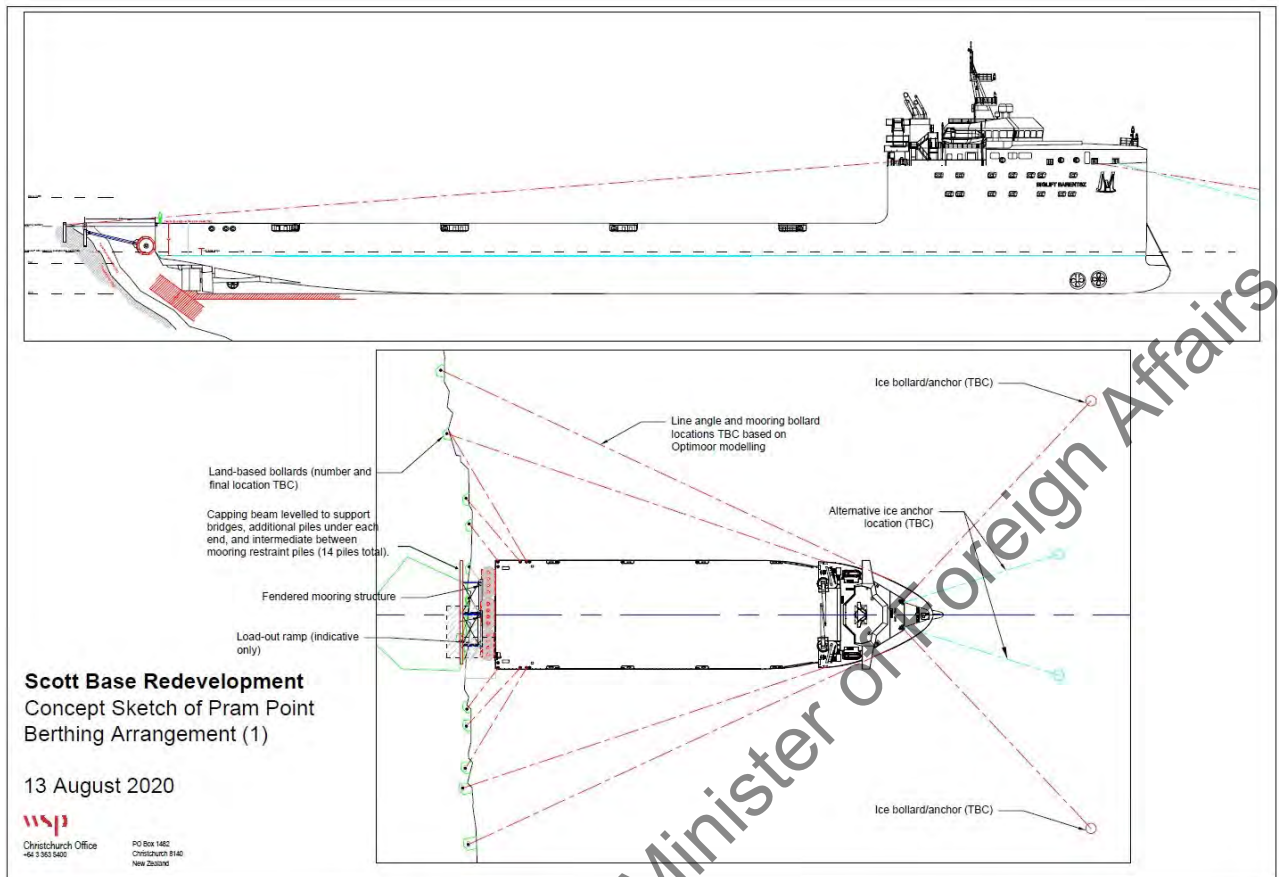 BIGLIFT BARENTSZ
Ice bollard/anchor (TBC)
Line angle and mooring bollard
locations TBC based on
Optimoor modelling
Land-based bollards (number and
final location TBC)
Alternative ice anchor
location (TBC)
Capping beam levelled to support
bridges, additional piles under each
end, and intermediate between
mooring restraint piles (14 piles total).
Fendered mooring structure
Load-out ramp (indicative
only)
Ice bollard/anchor (TBC)
Scott Base Redevelopment
Concept Sketch of Pram Point
Berthing Arrangement (1)
13 August 2020
wsp
Christchurch Office
+64 3 363 5400
PO Box 1482
Christchurch 8140
New Zealand
Minister of Foreign Affairs